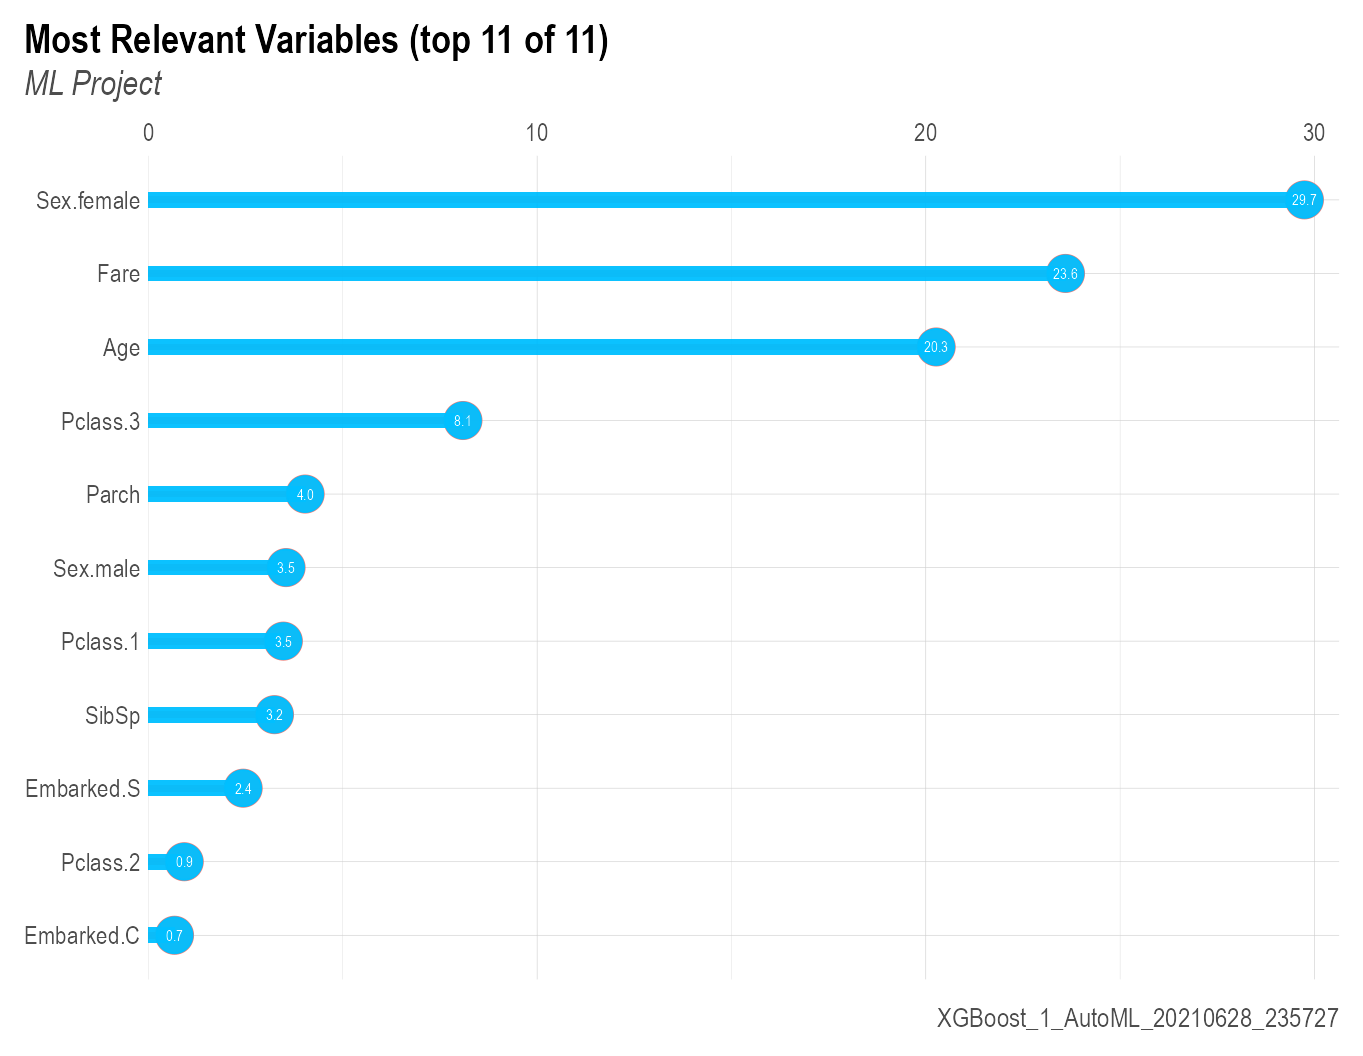 Most Relevant Variables (top 11 of 11)
ML Project
0 10 20 30
Sex.female 29.7
Fare 23.6
Age 20.3
Pclass.3 8.1
Parch 4.0
Sex.male 3.5
Pclass.1 3.5
SibSp 3.2
Embarked.S 2.4
Pclass.2 0.9
Embarked.C 0.7
XGBoost_1_AutoML_20210628_235727